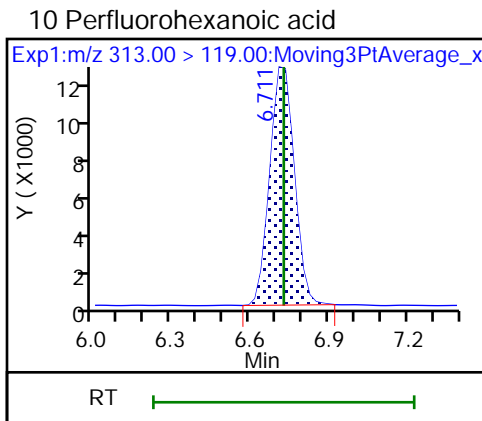 10 Perfluorohexanoic acid
Exp1:m/z 313.00 > 119.00:Moving3PtAverage_x
6.711
12
10
8
6
4
2
0
Y ( X1000)
6.0 6.3 6.6 6.9 7.2
Min
RT